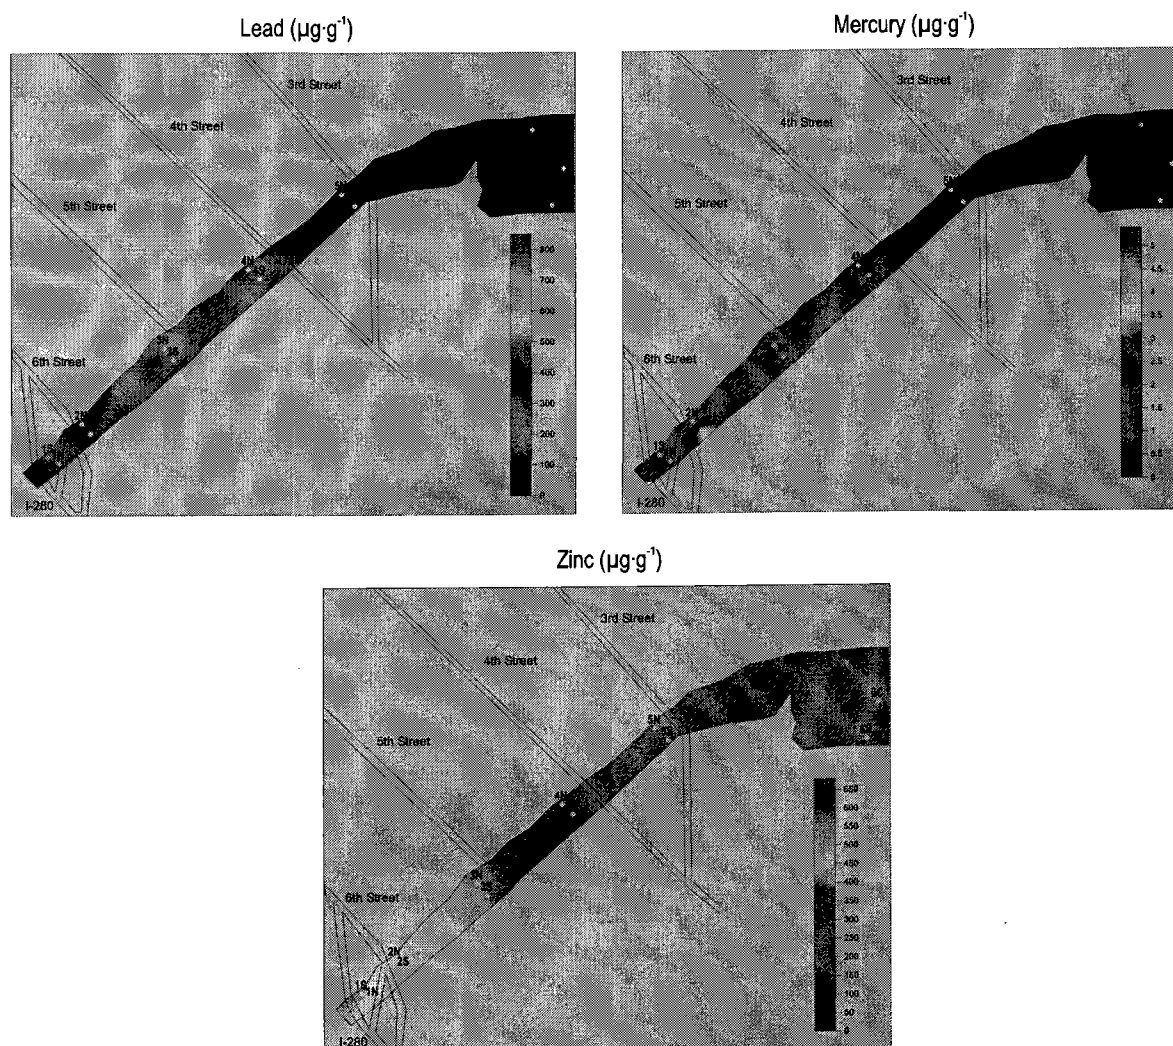 Lead (µg·g⁻¹)
3rd Street
4th Street
5th Street
6th Street
I-280
5N
4N
4S
3N
3S
2N
1S
800
700
600
500
400
300
200
100
0
Mercury (µg·g⁻¹)
3rd Street
4th Street
5th Street
6th Street
I-280
5N
4N
2N
1S
5
4.5
4
3.5
3
2.5
2
1.5
1
0.5
0
Zinc (µg·g⁻¹)
3rd Street
4th Street
5th Street
6th Street
I-280
5N
4N
3N
3S
2N
2S
1S
1N
650
600
550
500
450
400
350
300
250
200
150
100
50
0